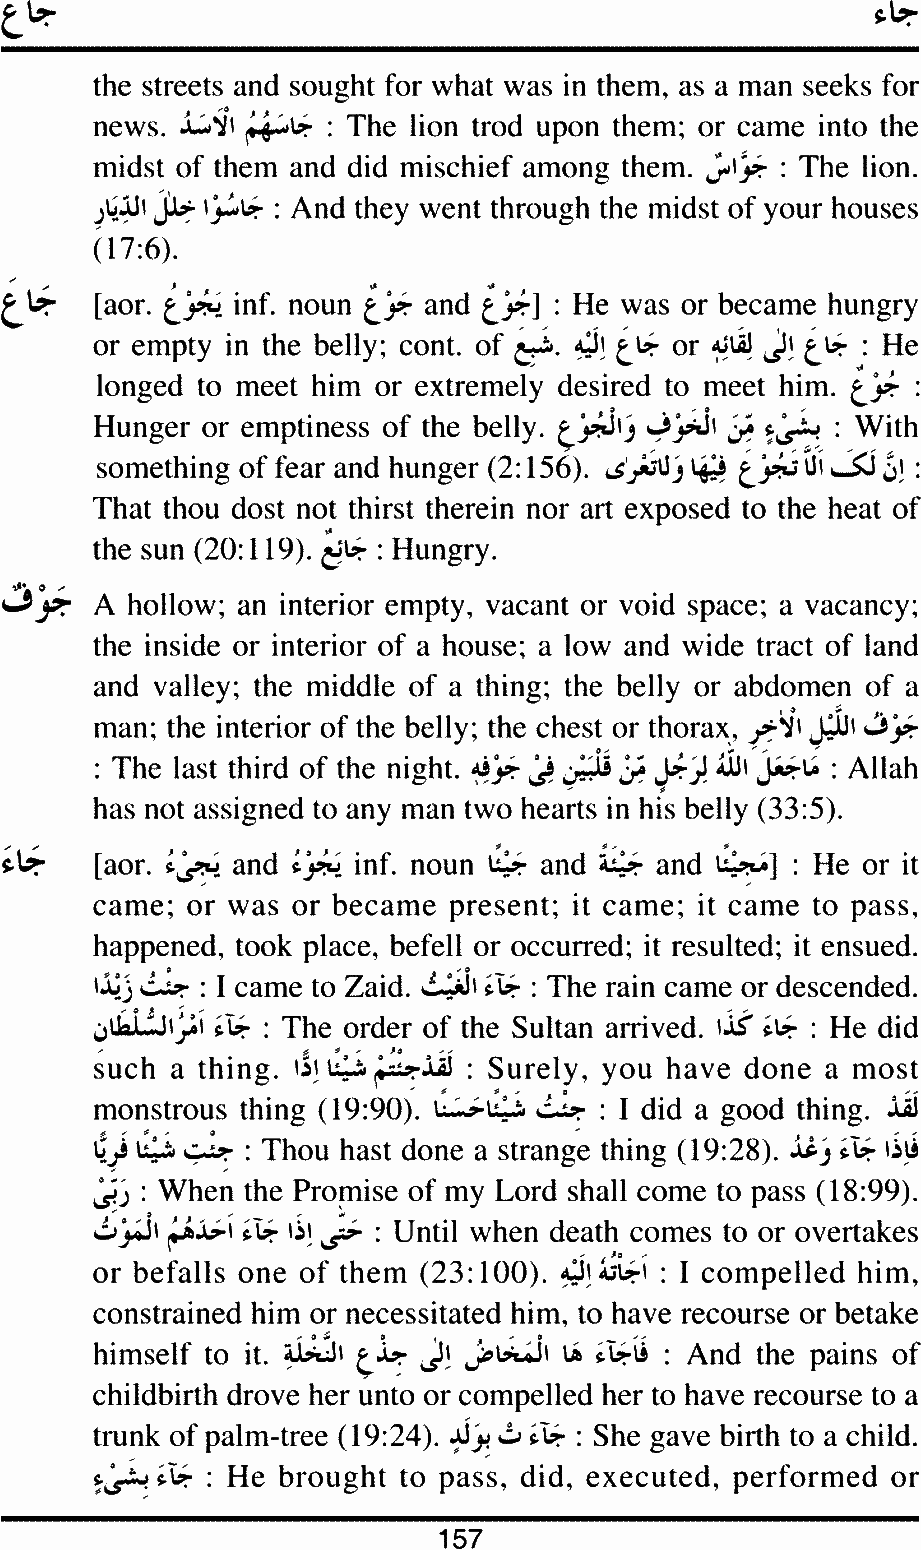 جاع جاء
the streets and sought for what was in them, as a man seeks for
news. جَاسَهُمُ الْاَسَدُ : The lion trod upon them; or came into the
midst of them and did mischief among them. جَوَّاسٌ : The lion.
جَاسُوْا خِلٰلَ الدِّيَارِ : And they went through the midst of your houses
(17:6).
جَاعَ [aor. يَجُوْعُ inf. noun جَوْعٌ and جُوْعٌ] : He was or became hungry
or empty in the belly; cont. of شَبِعَ. جَاعَ اِلَيْهِ or جَاعَ اِلٰى لِقَائِهٖ : He
longed to meet him or extremely desired to meet him. جُوْعٌ :
Hunger or emptiness of the belly. بِشَيْءٍ مِّنَ الْخَوْفِ وَالْجُوْعِ : With
something of fear and hunger (2:156). اِنَّ لَكَ اَلَّا تَجُوْعَ فِيْهَا وَلَاتَعْرٰى :
That thou dost not thirst therein nor art exposed to the heat of
the sun (20:119). جَائِعٌ : Hungry.
جَوْفٌ A hollow; an interior empty, vacant or void space; a vacancy;
the inside or interior of a house; a low and wide tract of land
and valley; the middle of a thing; the belly or abdomen of a
man; the interior of the belly; the chest or thorax, جَوْفُ اللَّيْلِ الْاٰخِرِ
: The last third of the night. مَاجَعَلَ اللّٰهُ لِرَجُلٍ مِّنْ قَلْبَيْنِ فِيْ جَوْفِهٖ : Allah
has not assigned to any man two hearts in his belly (33:5).
جَاءَ [aor. يَجِيْءُ and يَجُوْءُ inf. noun جَيْئًا and جَيْئَةً and مَجِيْئًا] : He or it
came; or was or became present; it came; it came to pass,
happened, took place, befell or occurred; it resulted; it ensued.
جِئْتُ زَيْدًا : I came to Zaid. جَآءَ الْغَيْثُ : The rain came or descended.
جَآءَ اَمْرُالسُّلْطَانِ : The order of the Sultan arrived. جَآءَ كَذَا : He did
such a thing. لَقَدْجِئْتُمْ شَيْئًا اِدًّا : Surely, you have done a most
monstrous thing (19:90). جِئْتُ شَيْئًاحَسَنًا : I did a good thing. لَقَدْ
جِئْتِ شَيْئًا فَرِيًّا : Thou hast done a strange thing (19:28). فَاِذَا جَآءَ وَعْدُ
رَبِّيْ : When the Promise of my Lord shall come to pass (18:99).
حَتّٰى اِذَا جَآءَ اَحَدَهُمُ الْمَوْتُ : Until when death comes to or overtakes
or befalls one of them (23:100). اَجَأْتُهُ اِلَيْهِ : I compelled him,
constrained him or necessitated him, to have recourse or betake
himself to it. فَاَجَآءَ هَا الْمَخَاضُ اِلٰى جِذْعِ النَّخْلَةِ : And the pains of
childbirth drove her unto or compelled her to have recourse to a
trunk of palm-tree (19:24). جَآءَ تْ بِوَلَدٍ : She gave birth to a child.
جَآءَ بِشَيْءٍ : He brought to pass, did, executed, performed or
157